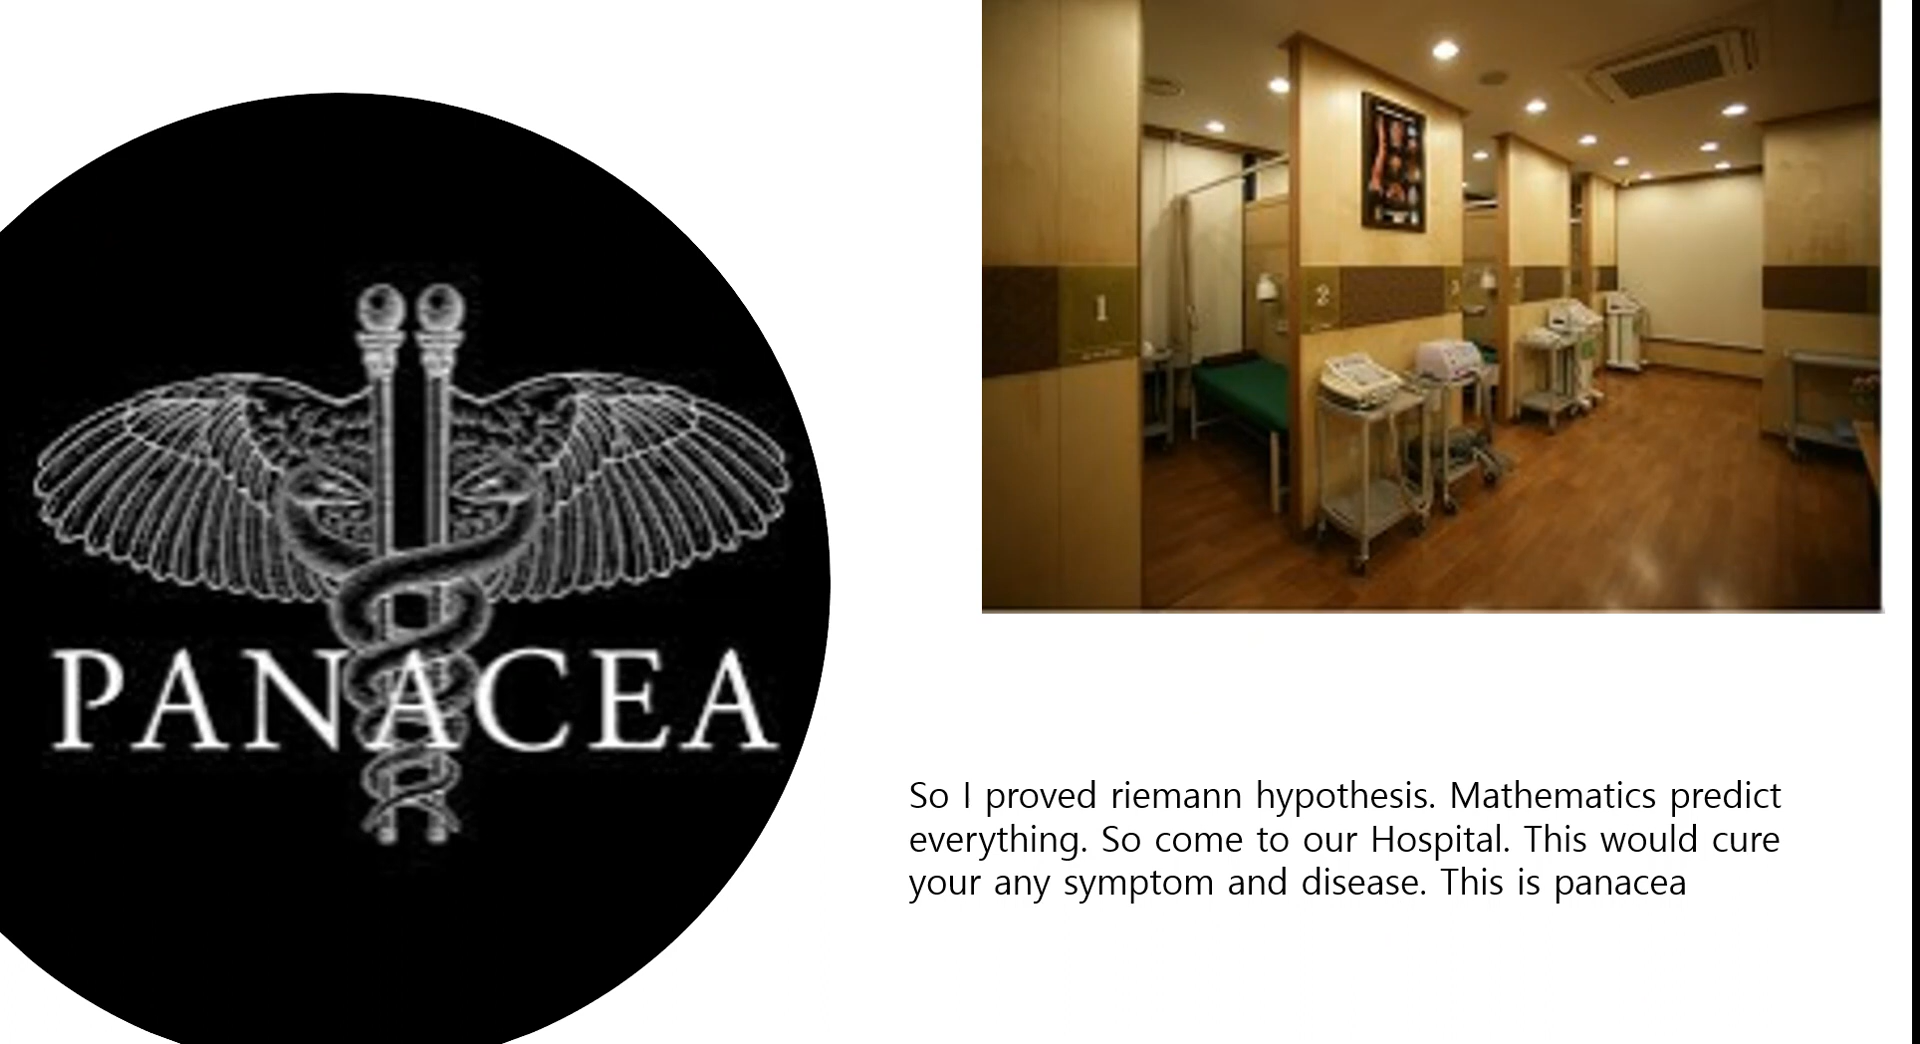 PANACEA
1
2
3
So I proved riemann hypothesis. Mathematics predict
everything. So come to our Hospital. This would cure
your any symptom and disease. This is panacea